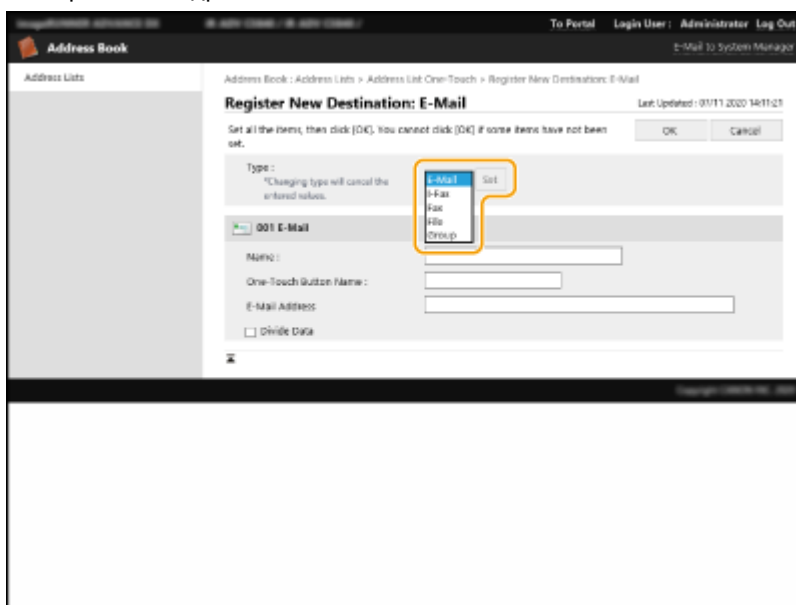 To Portal Login User : Administrator Log Out
Address Book
E-Mail to System Manager
Address Lists
Address Book : Address Lists > Address List One-Touch > Register New Destination: E-Mail
Register New Destination: E-Mail
Last Updated : 07/11 2020 14:11:21
Set all the items, then click [OK]. You cannot click [OK] if some items have not been set.
OK Cancel
Type :
*Changing type will cancel the
entered values.
E-Mail
Set
I-Fax
Fax
File
Group
001 E-Mail
Name :
One-Touch Button Name :
E-Mail Address
Divide Data